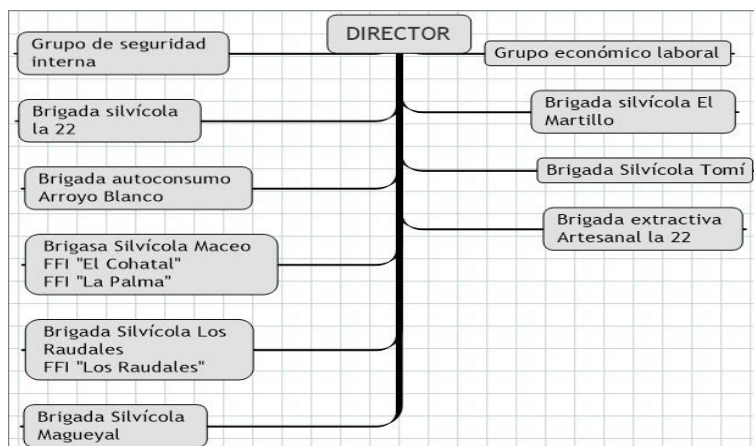 DIRECTOR
Grupo de seguridad
interna
Brigada silvícola
la 22
Brigada autoconsumo
Arroyo Blanco
Brigasa Silvícola Maceo
FFI "El Cohatal"
FFI "La Palma"
Brigada Silvícola Los
Raudales
FFI "Los Raudales"
Brigada Silvícola
Magueyal
Grupo económico laboral
Brigada silvícola El
Martillo
Brigada Silvícola Tomí
Brigada extractiva
Artesanal la 22